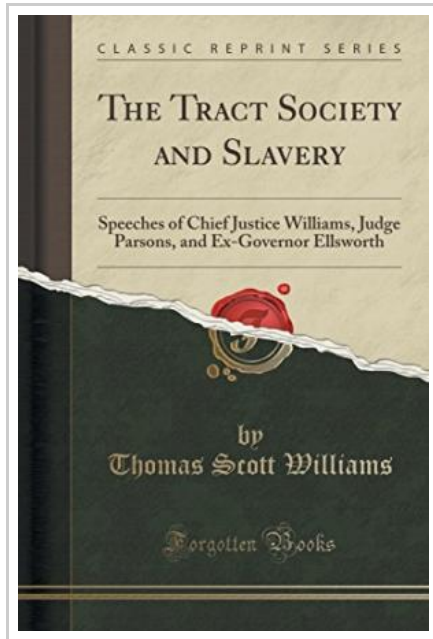 CLASSIC REPRINT SERIES
THE TRACT SOCIETY
AND SLAVERY
Speeches of Chief Justice Williams, Judge
Parsons, and Ex-Governor Ellsworth
by
Thomas Scott Williams
Forgotten Books